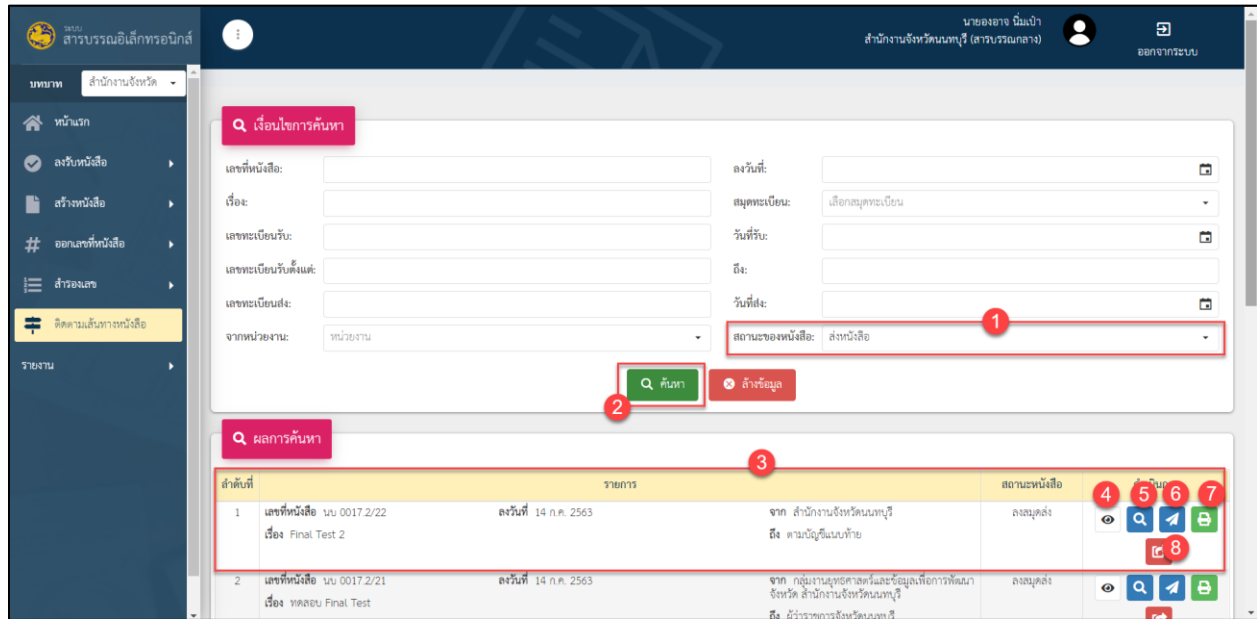 ระบบ
สารบรรณอิเล็กทรอนิกส์
นายองอาจ นิ่มเป๋า
สำนักงานจังหวัดนนทบุรี (สารบรรณกลาง)
ออกจากระบบ
บทบาท สำนักงานจังหวัด
หน้าแรก
ลงรับหนังสือ
สร้างหนังสือ
ออกเลขที่หนังสือ
สำรองเลข
ติดตามเส้นทางหนังสือ
รายงาน
เงื่อนไขการค้นหา
เลขที่หนังสือ: ลงวันที่:
เรื่อง: สมุดทะเบียน: เลือกสมุดทะเบียน
เลขทะเบียนรับ: วันที่รับ:
เลขทะเบียนรับตั้งแต่: ถึง:
เลขทะเบียนส่ง: วันที่ส่ง:
1
จากหน่วยงาน: หน่วยงาน สถานะของหนังสือ: ส่งหนังสือ
ค้นหา ล้างข้อมูล
2
ผลการค้นหา
3
ลำดับที่ รายการ สถานะหนังสือ
4 5 6 7
1 เลขที่หนังสือ นบ 0017.2/22 ลงวันที่ 14 ก.ค. 2563 จาก สำนักงานจังหวัดนนทบุรี ลงสมุดส่ง
เรื่อง Final Test 2 ถึง ตามบัญชีแนบท้าย
8
2 เลขที่หนังสือ นบ 0017.2/21 ลงวันที่ 14 ก.ค. 2563 จาก กลุ่มงานยุทธศาสตร์และข้อมูลเพื่อการพัฒนา ลงสมุดส่ง
จังหวัด สำนักงานจังหวัดนนทบุรี
เรื่อง ทดสอบ Final Test
ถึง ผู้ว่าราชการจังหวัดนนทบุรี